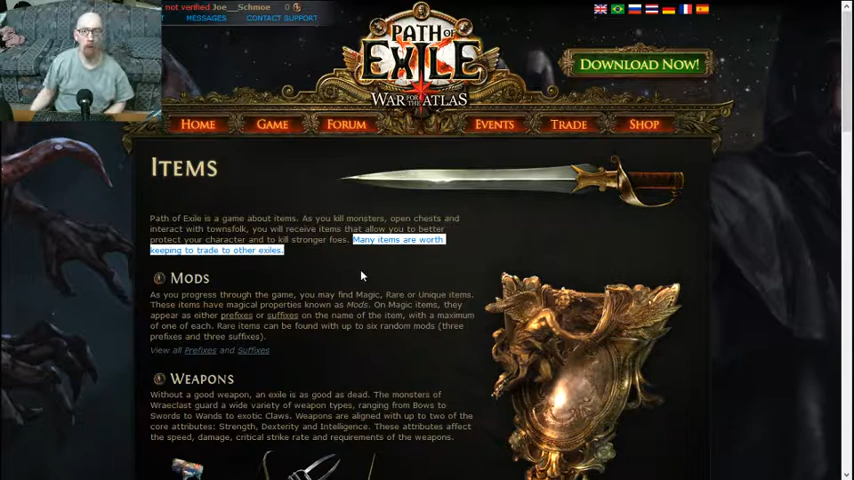 not verified Joe__Schmoe 0
MESSAGES CONTACT SUPPORT
PATH OF
EXILE
WAR FOR THE ATLAS
DOWNLOAD NOW!
HOME GAME FORUM EVENTS TRADE SHOP
ITEMS
Path of Exile is a game about items. As you kill monsters, open chests and
interact with townsfolk, you will receive items that allow you to better
protect your character and to kill stronger foes. Many items are worth
keeping to trade to other exiles.
MODS
As you progress through the game, you may find Magic, Rare or Unique items.
These items have magical properties known as Mods. On Magic items, they
appear as either prefixes or suffixes on the name of the item, with a maximum
of one of each. Rare items can be found with up to six random mods (three
prefixes and three suffixes).
View all Prefixes and Suffixes
WEAPONS
Without a good weapon, an exile is as good as dead. The monsters of
Wraeclast guard a wide variety of weapon types, ranging from Bows to
Swords to Wands to exotic Claws. Weapons are aligned with up to two of the
core attributes: Strength, Dexterity and Intelligence. These attributes affect
the speed, damage, critical strike rate and requirements of the weapons.